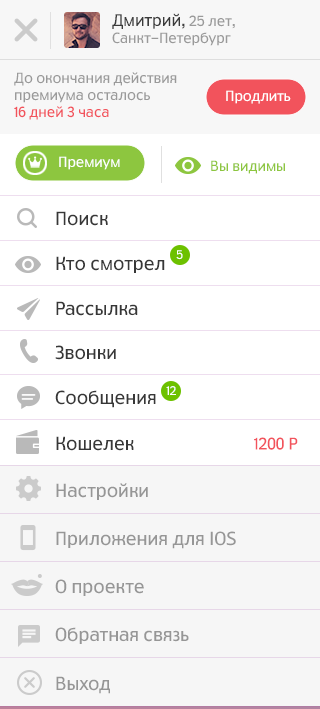 Дмитрий, 25 лет,
Санкт-Петербург
До окончания действия
премиума осталось
16 дней 3 часа
Продлить
Премиум
Вы видимы
Поиск
Кто смотрел 5
Рассылка
Звонки
Сообщения 12
Кошелек 1200 Р
Настройки
Приложения для IOS
О проекте
Обратная связь
Выход